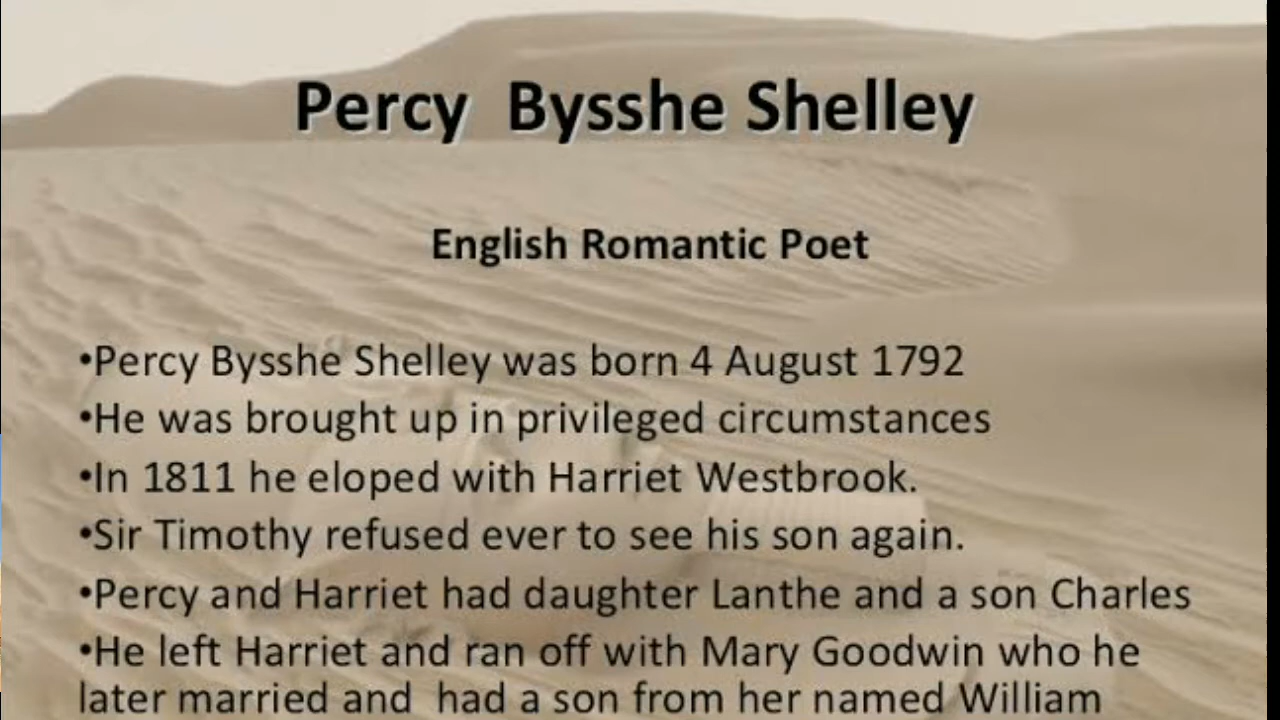 Percy Bysshe Shelley
English Romantic Poet
•Percy Bysshe Shelley was born 4 August 1792
•He was brought up in privileged circumstances
•In 1811 he eloped with Harriet Westbrook.
•Sir Timothy refused ever to see his son again.
•Percy and Harriet had daughter Lanthe and a son Charles
•He left Harriet and ran off with Mary Goodwin who he
later married and had a son from her named William